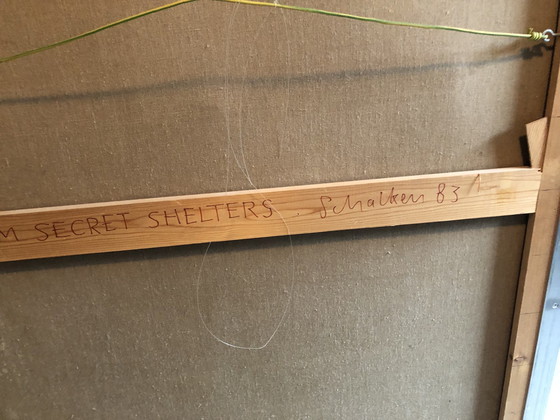 M SECRET SHELTERS . Schalken 83